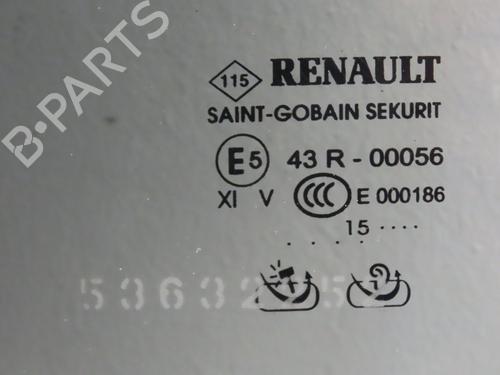 B-PARTS
115 RENAULT
SAINT-GOBAIN SEKURIT
E5 43 R - 00056
XI V CCC E 000186
15 ····
· · · ·